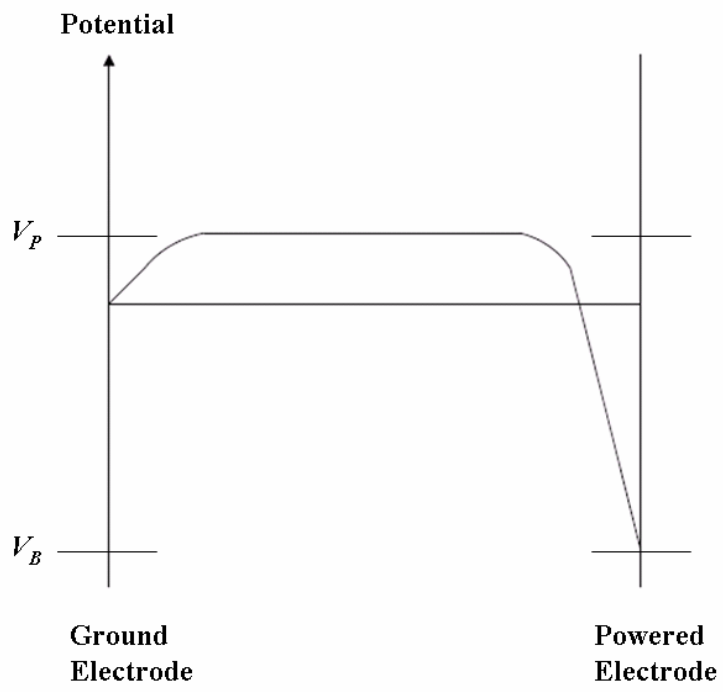 Potential
V_P
V_B
Ground
Electrode
Powered
Electrode